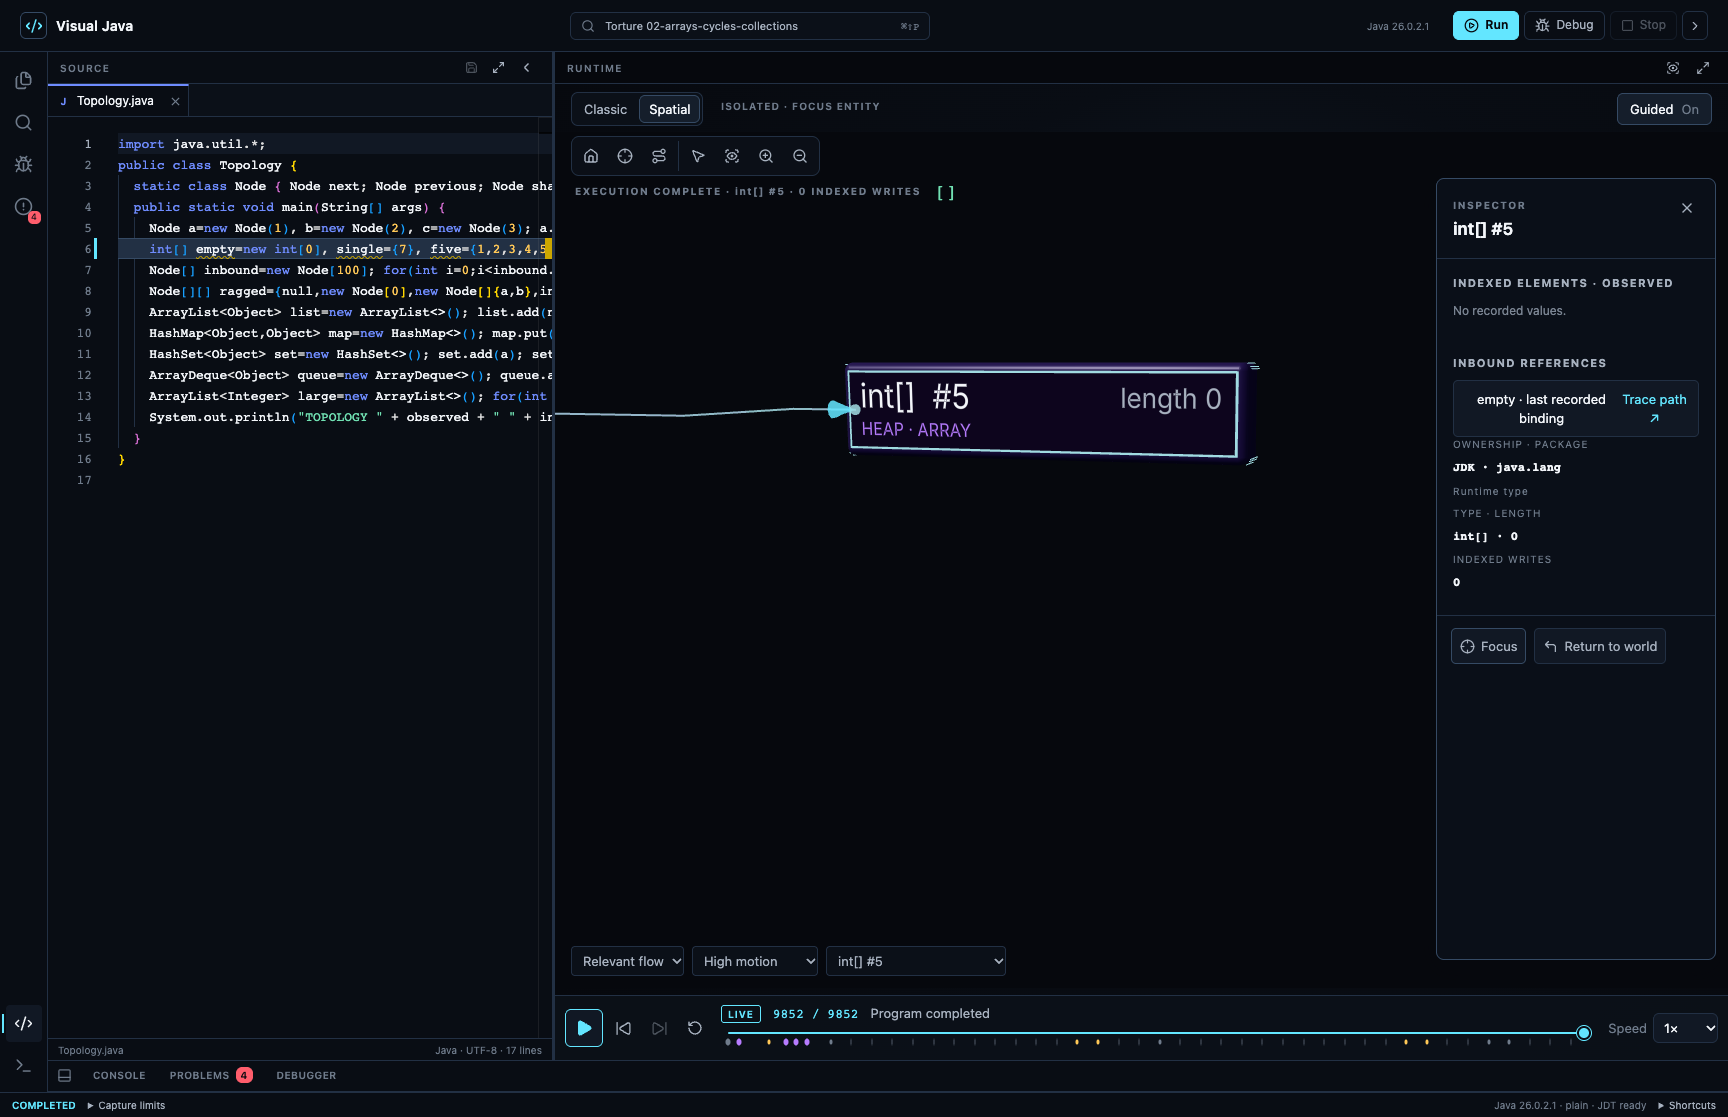 Visual Java
Torture 02-arrays-cycles-collections
⌘⇧P
Java 26.0.2.1
Run
Debug
Stop
SOURCE
RUNTIME
J Topology.java
Classic
Spatial
ISOLATED · FOCUS ENTITY
Guided On
4
1 import java.util.*;
2 public class Topology {
3 static class Node { Node next; Node previous; Node sha
4 public static void main(String[] args) {
5 Node a=new Node(1), b=new Node(2), c=new Node(3); a.
6 int[] empty=new int[0], single={7}, five={1,2,3,4,5
7 Node[] inbound=new Node[100]; for(int i=0;i<inbound.
8 Node[][] ragged={null,new Node[0],new Node[]{a,b},in
9 ArrayList<Object> list=new ArrayList<>(); list.add(n
10 HashMap<Object,Object> map=new HashMap<>(); map.put(
11 HashSet<Object> set=new HashSet<>(); set.add(a); set
12 ArrayDeque<Object> queue=new ArrayDeque<>(); queue.a
13 ArrayList<Integer> large=new ArrayList<>(); for(int
14 System.out.println("TOPOLOGY " + observed + " " + in
15 }
16 }
17
EXECUTION COMPLETE · int[] #5 · 0 INDEXED WRITES []
int[] #5
length 0
HEAP · ARRAY
INSPECTOR
int[] #5
INDEXED ELEMENTS · OBSERVED
No recorded values.
INBOUND REFERENCES
empty · last recorded binding
Trace path ↗
OWNERSHIP · PACKAGE
JDK · java.lang
Runtime type
TYPE · LENGTH
int[] · 0
INDEXED WRITES
0
Focus
Return to world
Relevant flow
High motion
int[] #5
LIVE
9852 / 9852
Program completed
Speed
1×
Topology.java
Java · UTF-8 · 17 lines
CONSOLE
PROBLEMS 4
DEBUGGER
COMPLETED
Capture limits
Java 26.0.2.1 · plain · JDT ready
Shortcuts